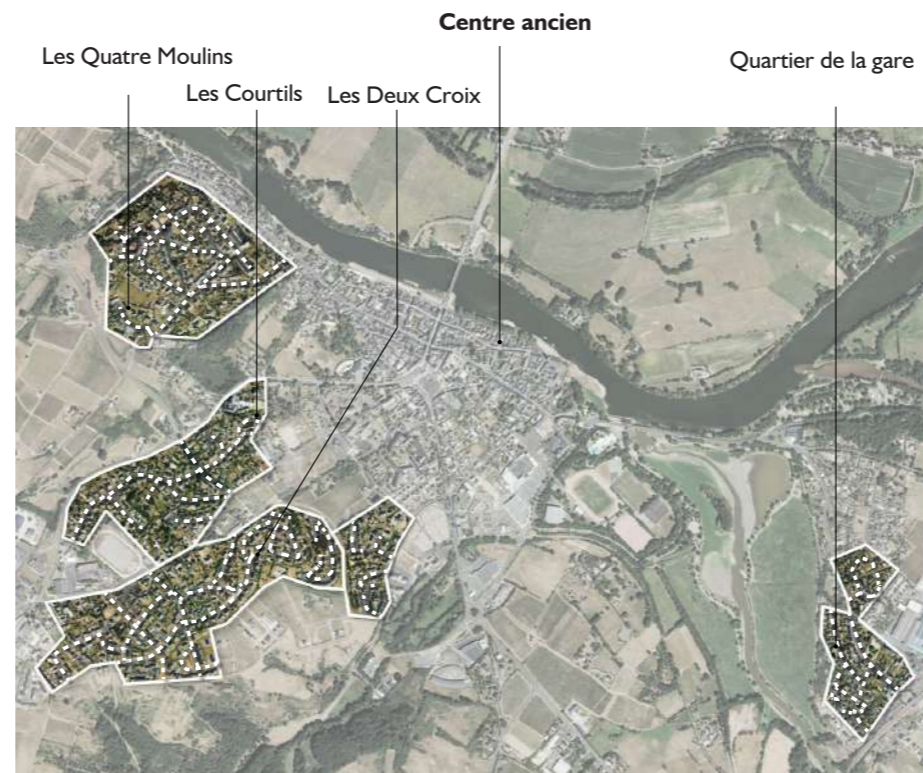 Centre ancien
Les Quatre Moulins
Quartier de la gare
Les Courtils
Les Deux Croix